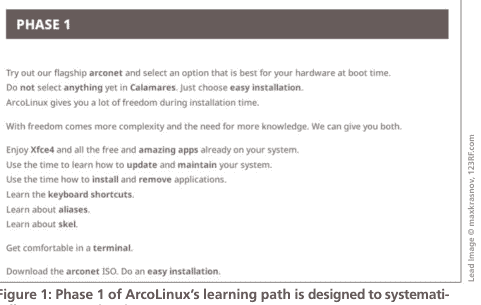 PHASE 1
Try out our flagship arconet and select an option that is best for your hardware at boot time.
Do not select anything yet in Calamares. Just choose easy installation.
ArcoLinux gives you a lot of freedom during installation time.
With freedom comes more complexity and the need for more knowledge. We can give you both.
Enjoy Xfce4 and all the free and amazing apps already on your system.
Use the time to learn how to update and maintain your system.
Use the time how to install and remove applications.
Learn the keyboard shortcuts.
Learn about aliases.
Learn about skel.
Get comfortable in a terminal.
Download the arconet ISO. Do an easy installation.
Figure 1: Phase 1 of ArcoLinux's learning path is designed to systemati-
Lead Image © maxkrasnov, 123RF.com